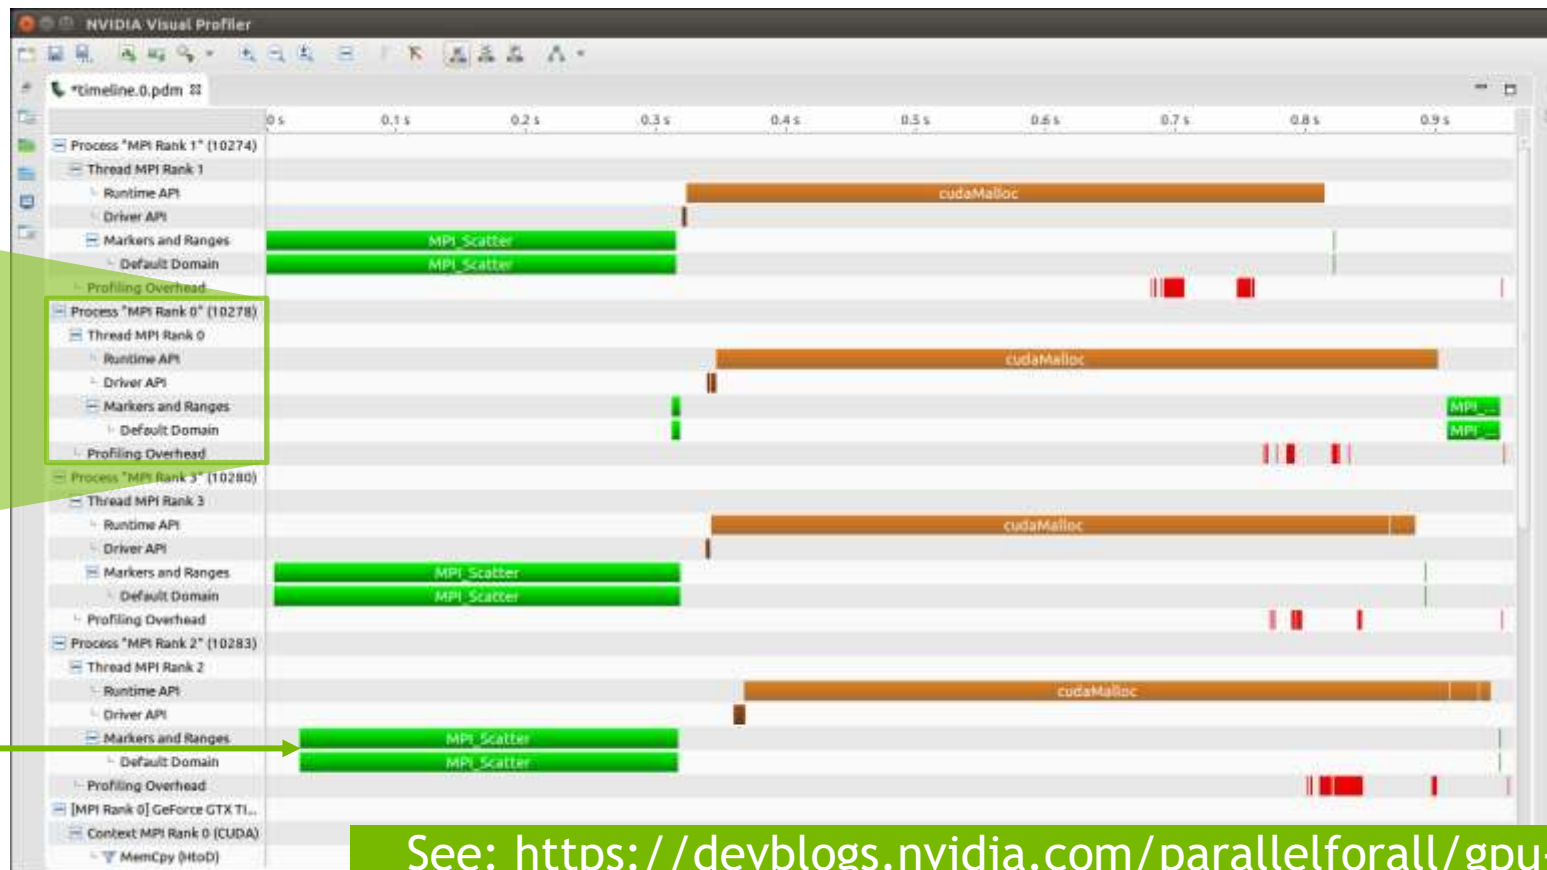 NVIDIA Visual Profiler
*timeline.0.pdm
0 s 0.1 s 0.2 s 0.3 s 0.4 s 0.5 s 0.6 s 0.7 s 0.8 s 0.9 s
Process "MPI Rank 1" (10274)
Thread MPI Rank 1
Runtime API cudaMalloc
Driver API
Markers and Ranges MPI_Scatter
Default Domain MPI_Scatter
Profiling Overhead
Process "MPI Rank 0" (10278)
Thread MPI Rank 0
Runtime API cudaMalloc
Driver API
Markers and Ranges MPI_...
Default Domain MPI_...
Profiling Overhead
Process "MPI Rank 3" (10280)
Thread MPI Rank 3
Runtime API cudaMalloc
Driver API
Markers and Ranges MPI_Scatter
Default Domain MPI_Scatter
Profiling Overhead
Process "MPI Rank 2" (10283)
Thread MPI Rank 2
Runtime API cudaMalloc
Driver API
Markers and Ranges MPI_Scatter
Default Domain MPI_Scatter
Profiling Overhead
[MPI Rank 0] GeForce GTX TI...
Context MPI Rank 0 (CUDA)
MemCpy (HtoD)
See: https://devblogs.nvidia.com/parallelforall/gpu-